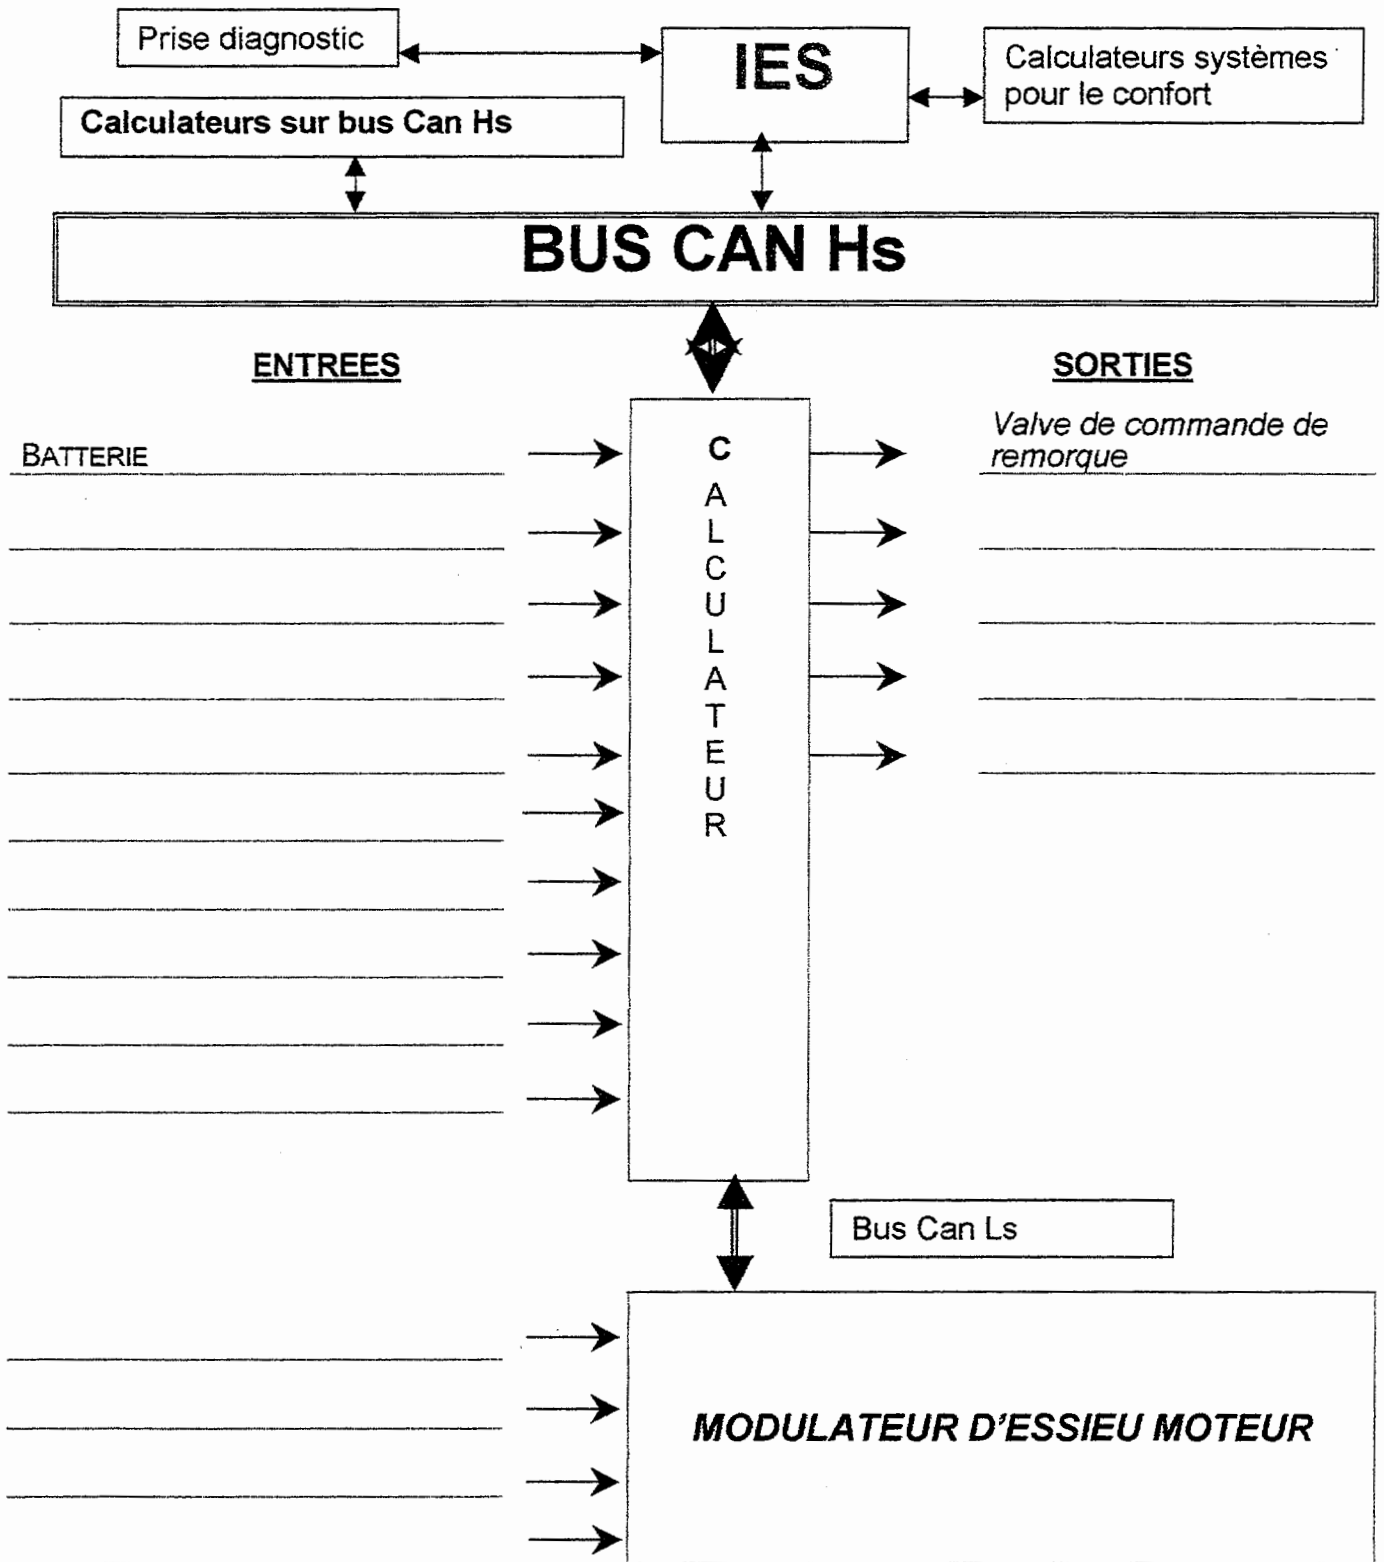 Prise diagnostic
IES
Calculateurs systèmes
pour le confort
Calculateurs sur bus Can Hs
BUS CAN Hs
ENTREES
SORTIES
BATTERIE
Valve de commande de
remorque
C
A
L
C
U
L
A
T
E
U
R
Bus Can Ls
MODULATEUR D'ESSIEU MOTEUR